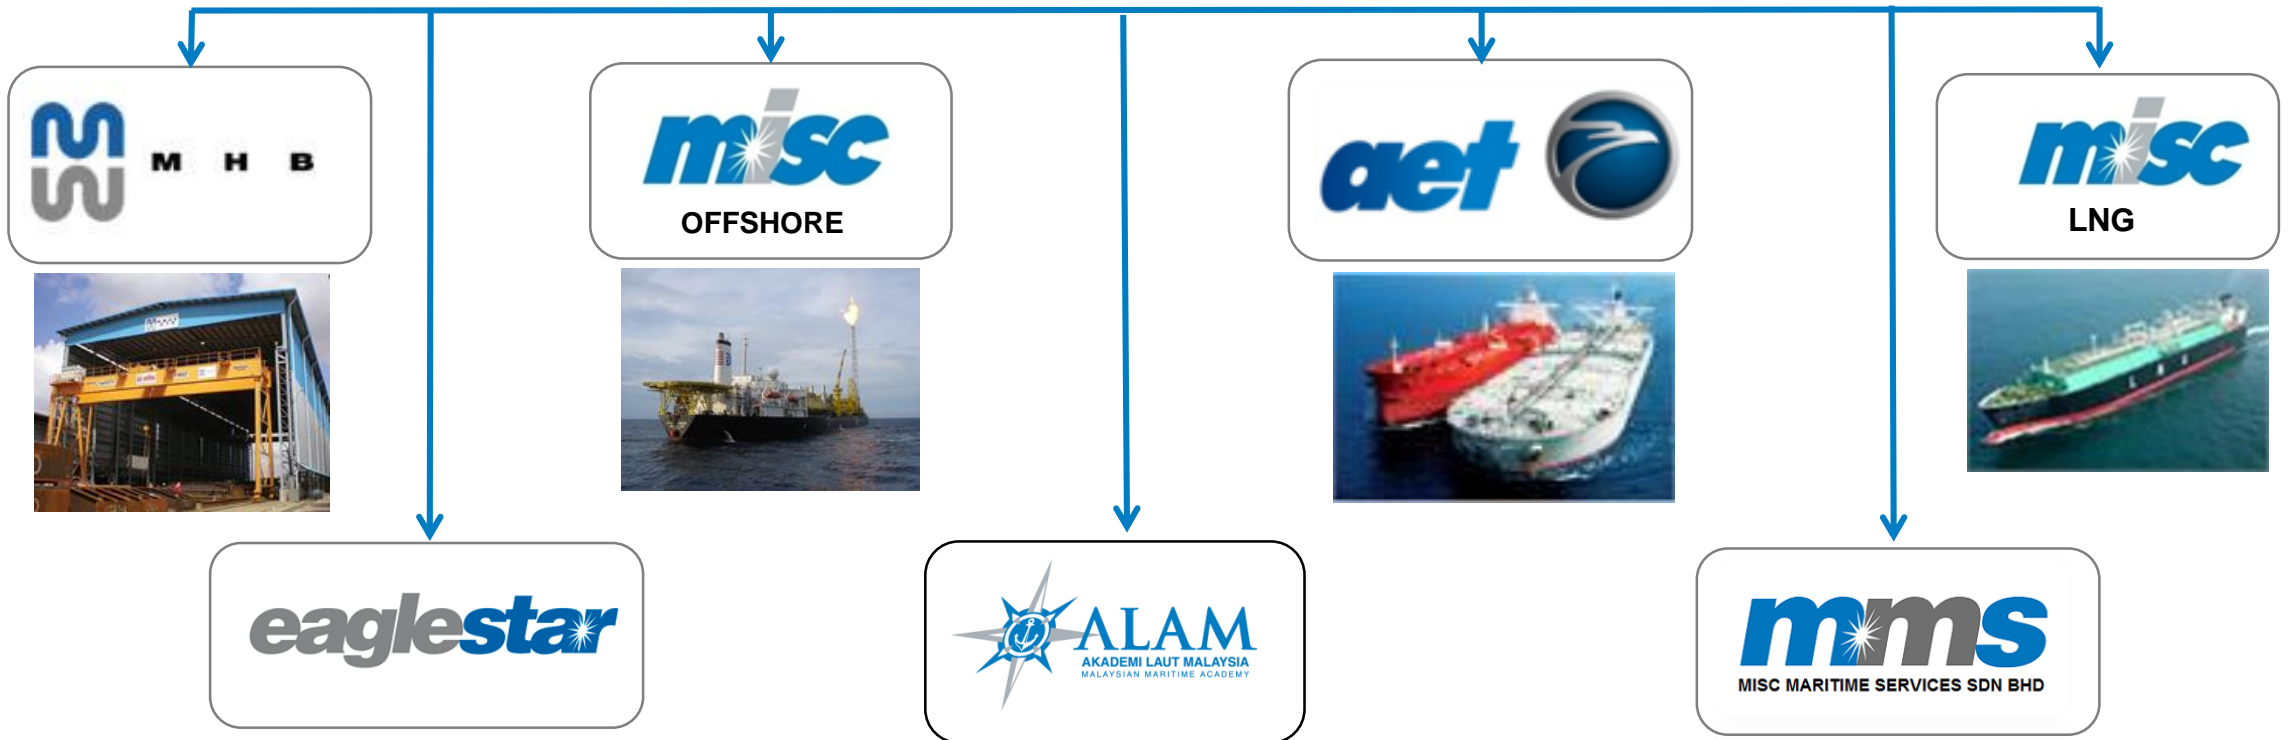 M H B
misc
OFFSHORE
aet
misc
LNG
eaglestar
ALAM
AKADEMI LAUT MALAYSIA
MALAYSIAN MARITIME ACADEMY
mms
MISC MARITIME SERVICES SDN BHD